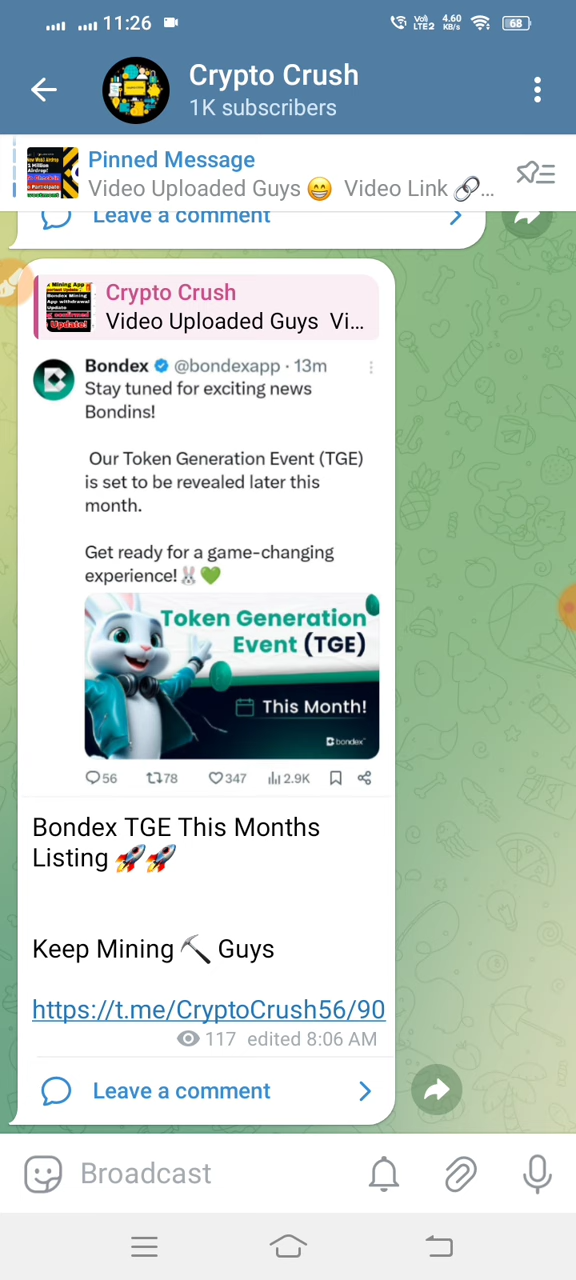 11:26
Vo))
LTE2
4.60
KB/s
68
Crypto Crush
1K subscribers
Pinned Message
Video Uploaded Guys 😁 Video Link 🔗...
Leave a comment
Crypto Crush
Video Uploaded Guys Vi...
Bondex @bondexapp · 13m
Stay tuned for exciting news
Bondins!
Our Token Generation Event (TGE)
is set to be revealed later this
month.
Get ready for a game-changing
experience!🐰💚
Token Generation
Event (TGE)
This Month!
bondex
56 78 347 2.9K
Bondex TGE This Months
Listing 🚀🚀
Keep Mining ⛏️ Guys
https://t.me/CryptoCrush56/90
117 edited 8:06 AM
Leave a comment
Broadcast